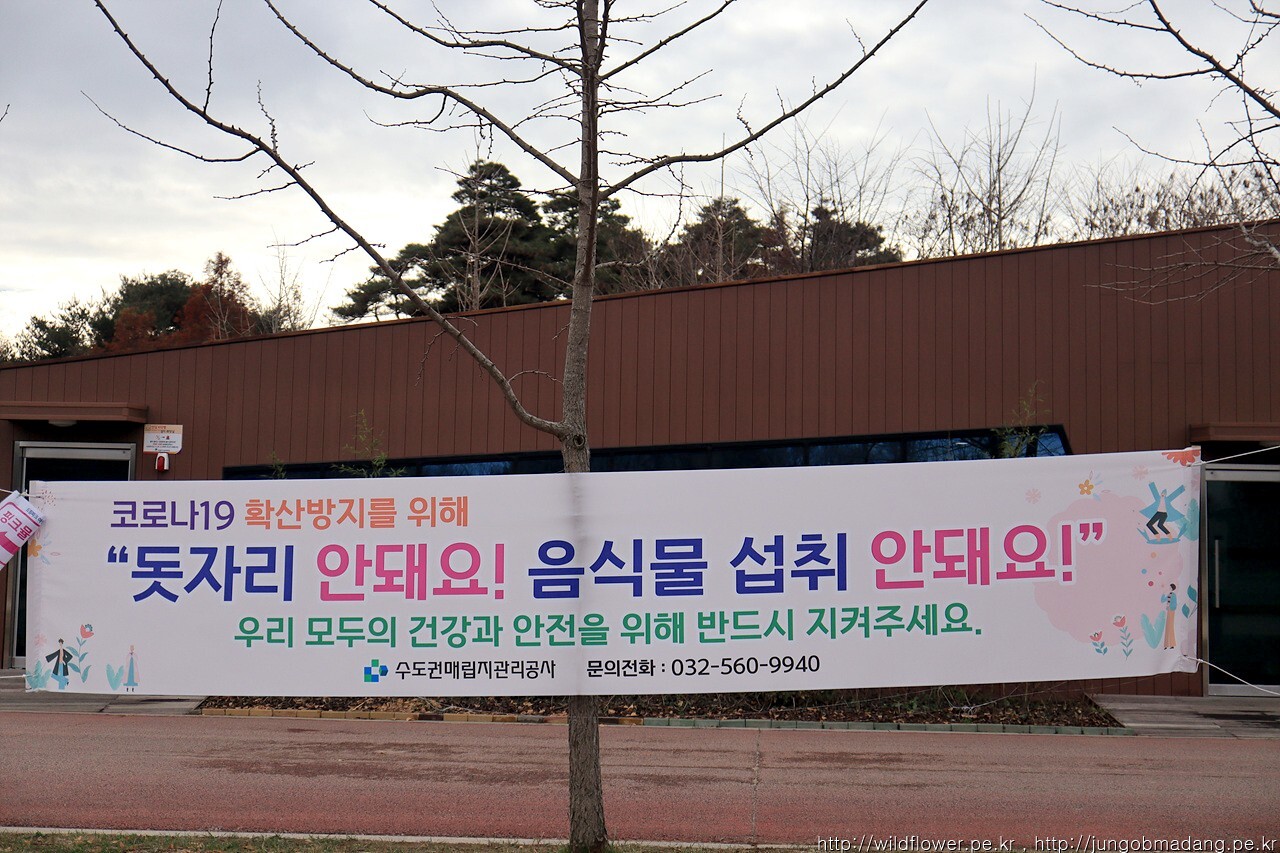 코로나19 확산방지를 위해
“돗자리 안돼요! 음식물 섭취 안돼요!”
우리 모두의 건강과 안전을 위해 반드시 지켜주세요.
수도권매립지관리공사 문의전화 : 032-560-9940
핑크뮬
http://wildflower.pe.kr , http://jungobmadang.pe.kr